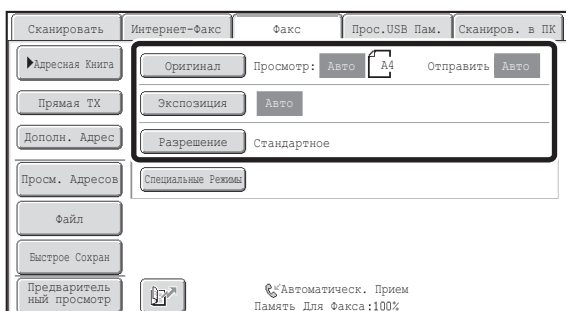 Сканировать Интернет-Факс Факс Прос.USB Пам. Сканиров. в ПК
Адресная Книга
Оригинал Просмотр: Авто A4 Отправить Авто
Прямая TX
Экспозиция Авто
Дополн. Адрес
Разрешение Стандартное
Просм. Адресов
Специальные Режимы
Файл
Быстрое Сохран
Предваритель
ный просмотр
Автоматическ. Прием
Память Для Факса:100%